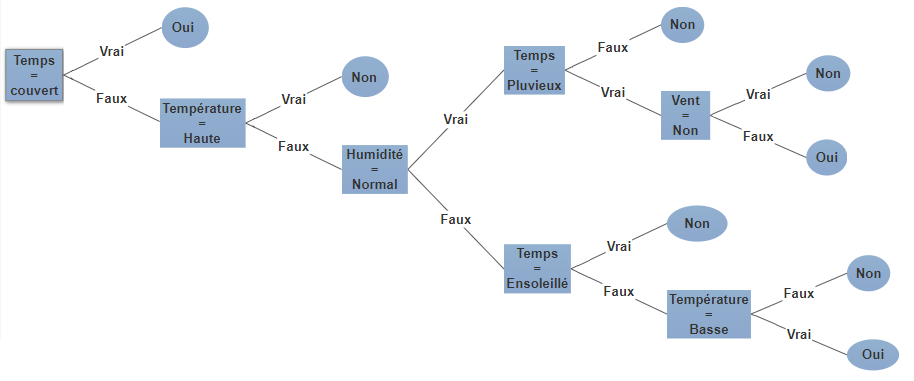 Temps
=
couvert
Vrai
Oui
Faux
Température
=
Haute
Vrai
Non
Faux
Humidité
=
Normal
Vrai
Temps
=
Pluvieux
Faux
Non
Vrai
Vent
=
Non
Vrai
Non
Faux
Oui
Faux
Temps
=
Ensoleillé
Vrai
Non
Faux
Température
=
Basse
Faux
Non
Vrai
Oui